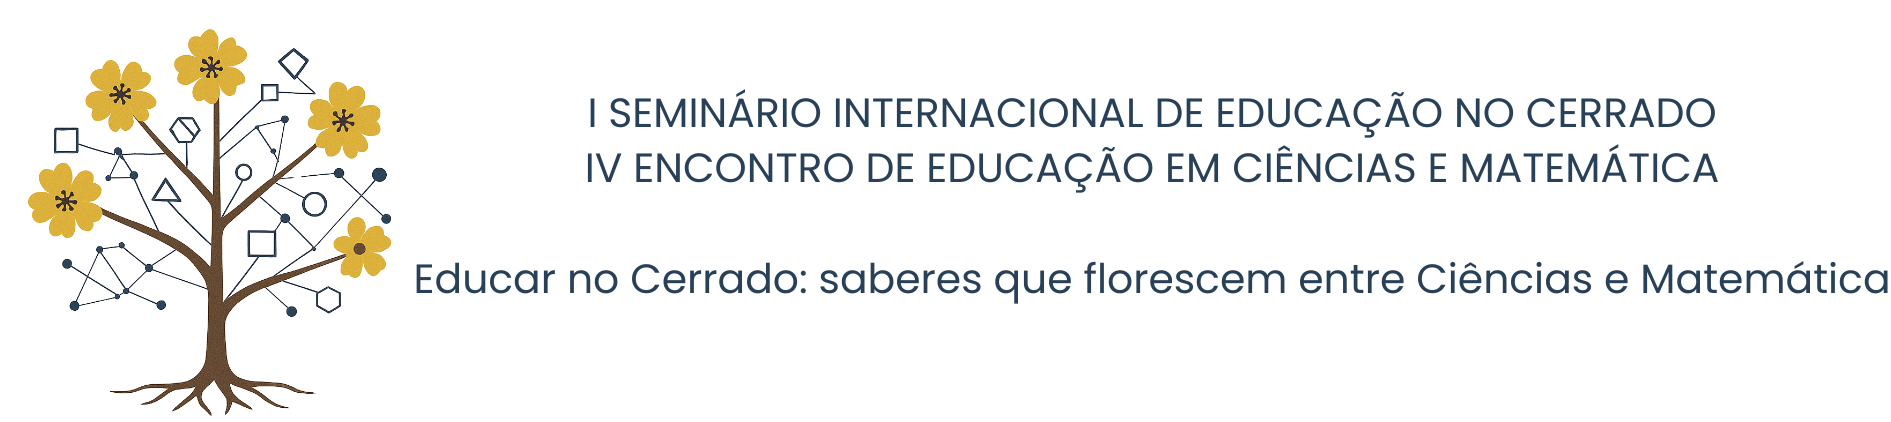 I SEMINÁRIO INTERNACIONAL DE EDUCAÇÃO NO CERRADO
IV ENCONTRO DE EDUCAÇÃO EM CIÊNCIAS E MATEMÁTICA
Educar no Cerrado: saberes que florescem entre Ciências e Matemática